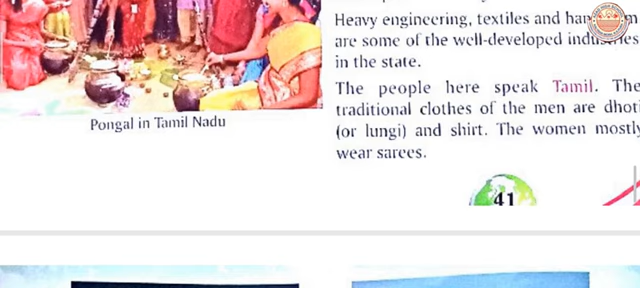 Heavy engineering, textiles and
are some of the well-developed industries
in the state.
The people here speak Tamil. The
traditional clothes of the men are dhoti
(or lungi) and shirt. The women mostly
wear sarees.
Pongal in Tamil Nadu
41